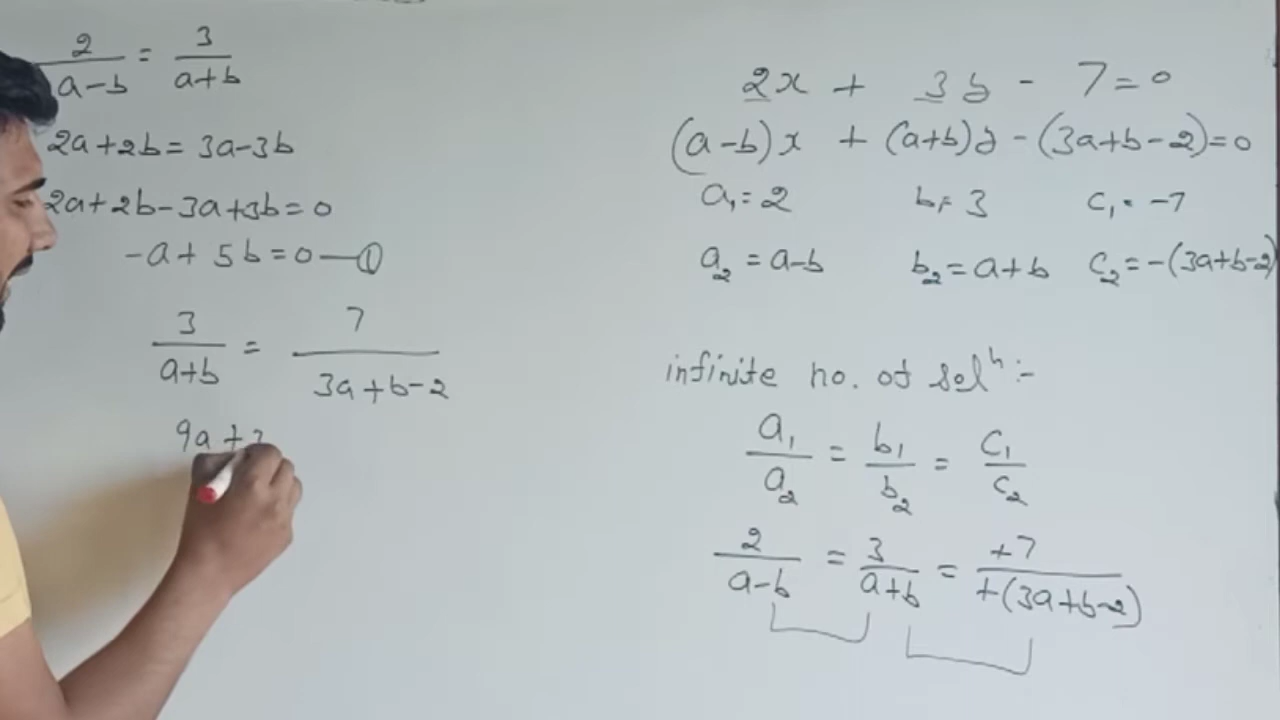 2/(a-b) = 3/(a+b)
2a+2b = 3a-3b
2a+2b-3a+3b=0
-a+5b=0—①
3/(a+b) = 7/(3a+b-2)
9a+
2x + 3y - 7=0
(a-b)x + (a+b)y - (3a+b-2)=0
a₁=2 b₁= 3 c₁= -7
a₂ = a-b b₂ = a+b c₂ = -(3a+b-2)
infinite no. of solⁿ :-
a₁/a₂ = b₁/b₂ = c₁/c₂
2/(a-b) = 3/(a+b) = +7/+(3a+b-2)